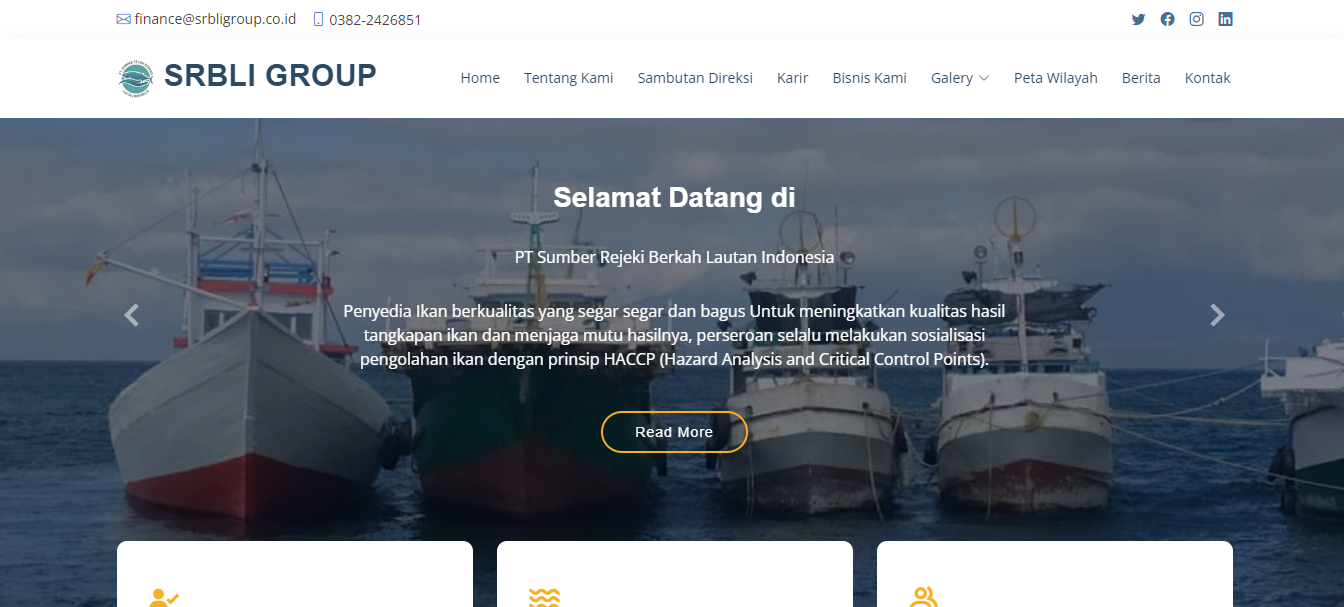 finance@srbligroup.co.id 0382-2426851
SRBLI GROUP
Home Tentang Kami Sambutan Direksi Karir Bisnis Kami Galery Peta Wilayah Berita Kontak
Selamat Datang di
PT Sumber Rejeki Berkah Lautan Indonesia
Penyedia Ikan berkualitas yang segar segar dan bagus Untuk meningkatkan kualitas hasil
tangkapan ikan dan menjaga mutu hasilnya, perseroan selalu melakukan sosialisasi
pengolahan ikan dengan prinsip HACCP (Hazard Analysis and Critical Control Points).
Read More